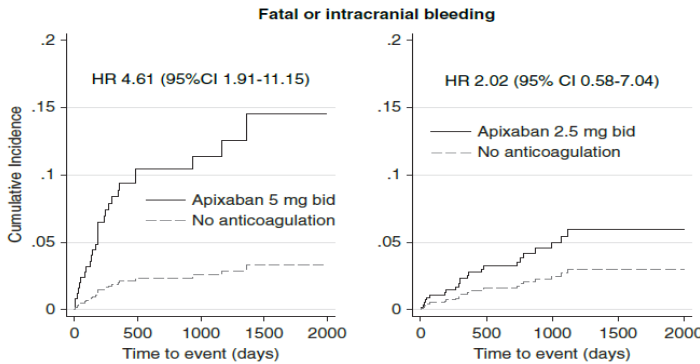 Fatal or intracranial bleeding
HR 4.61 (95%CI 1.91-11.15)
Cumulative Incidence
.2
.15
.1
.05
0
Apixaban 5 mg bid
No anticoagulation
0 500 1000 1500 2000
Time to event (days)
HR 2.02 (95% CI 0.58-7.04)
.2
.15
.1
.05
0
Apixaban 2.5 mg bid
No anticoagulation
0 500 1000 1500 2000
Time to event (days)